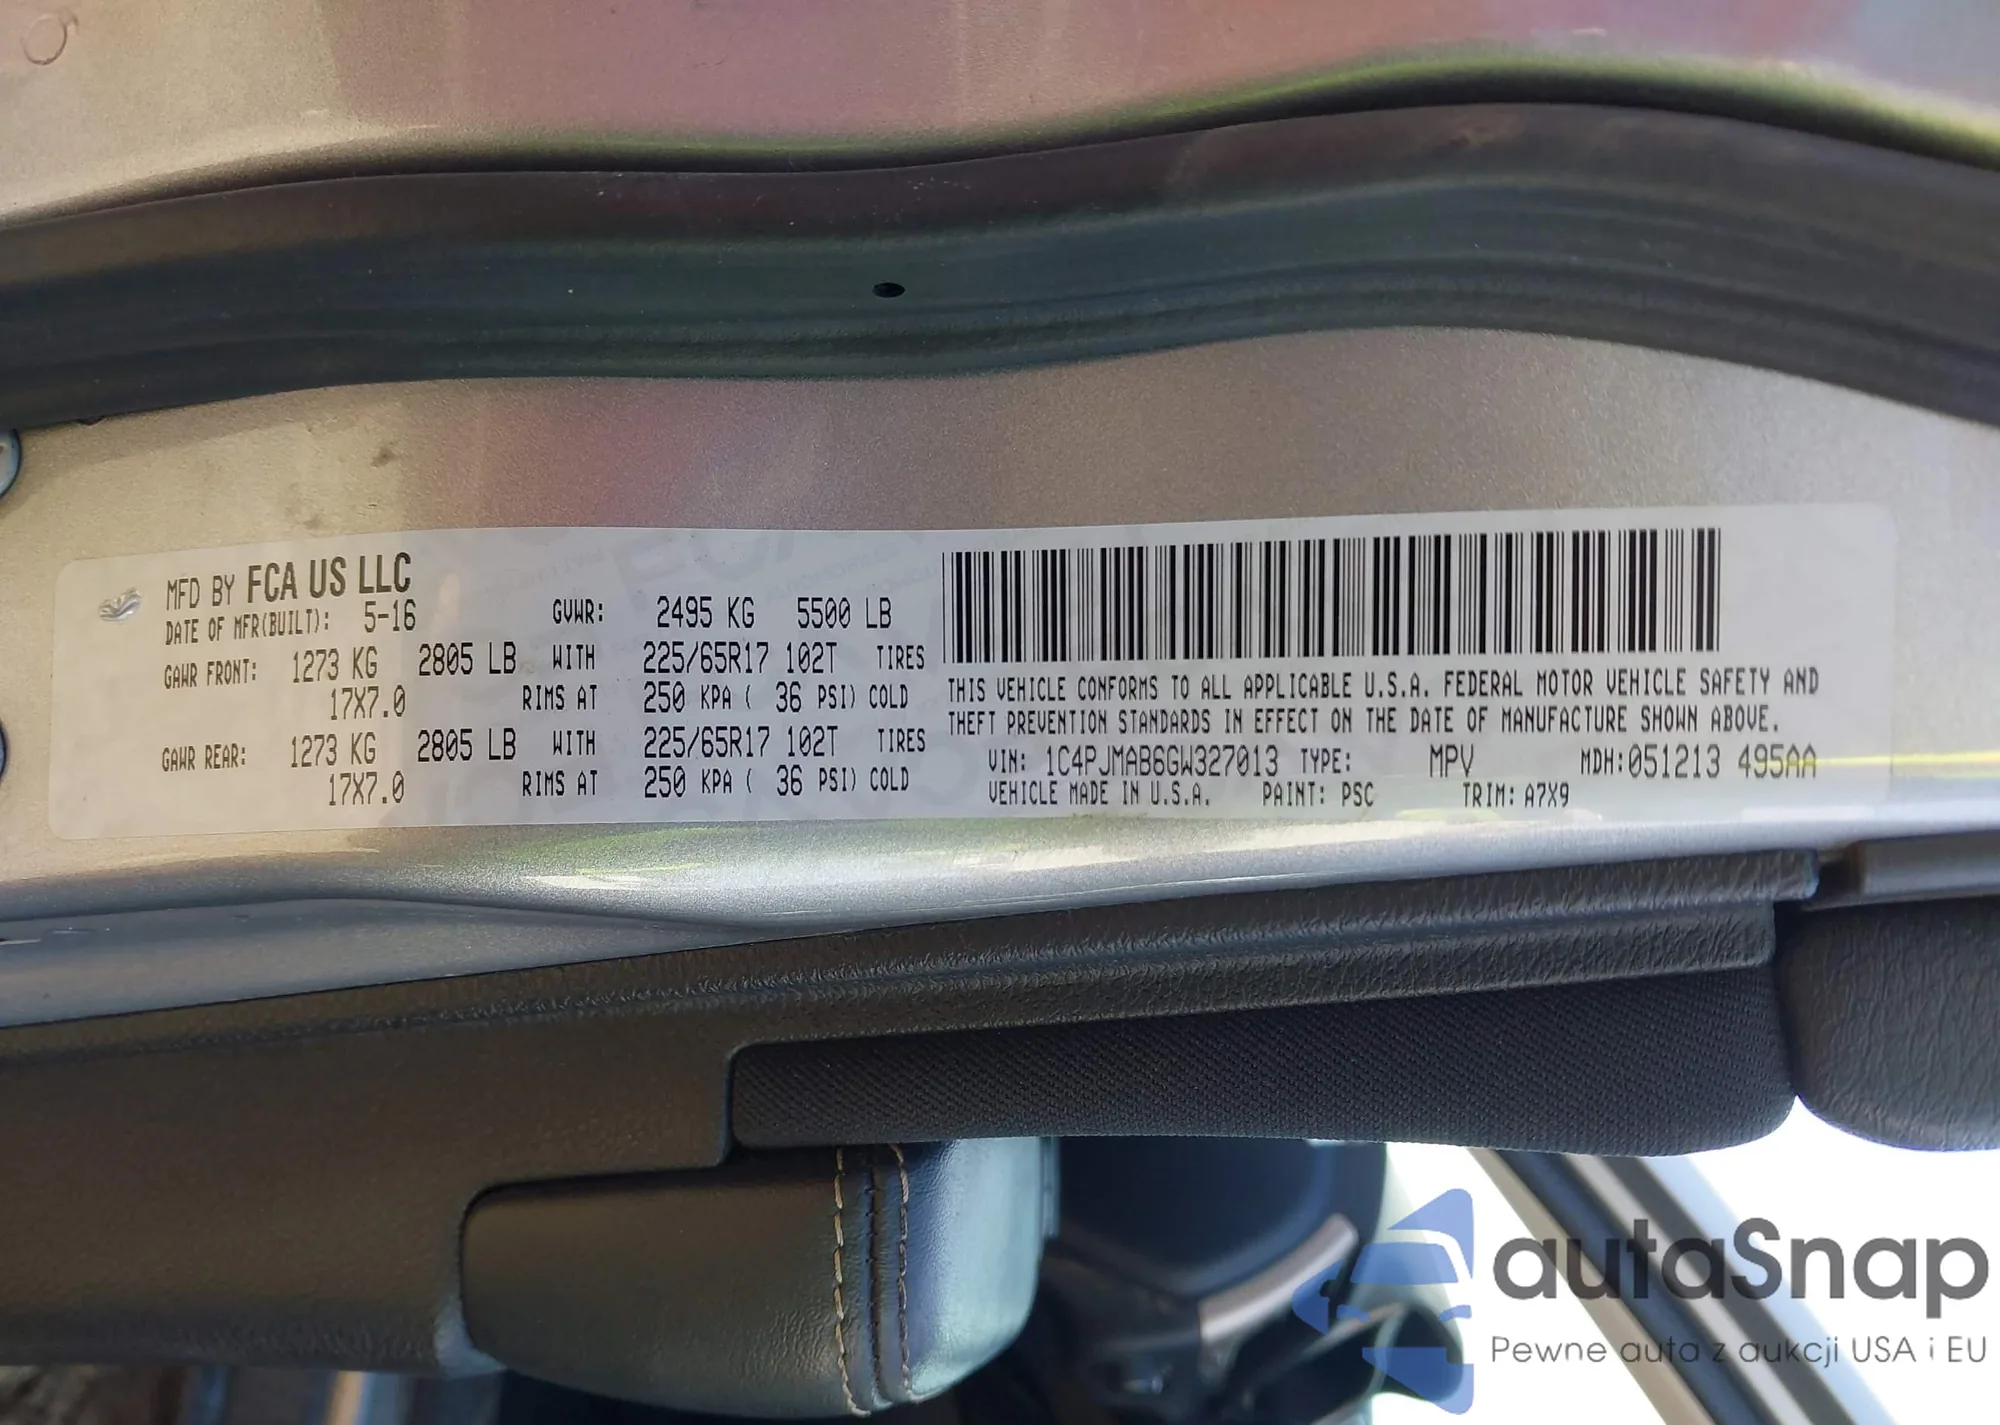 MFD BY FCA US LLC
DATE OF MFR(BUILT): 5-16 GVWR: 2495 KG 5500 LB
GAWR FRONT: 1273 KG 2805 LB WITH 225/65R17 102T TIRES
17X7.0 RIMS AT 250 KPA ( 36 PSI) COLD
GAWR REAR: 1273 KG 2805 LB WITH 225/65R17 102T TIRES
17X7.0 RIMS AT 250 KPA ( 36 PSI) COLD
THIS VEHICLE CONFORMS TO ALL APPLICABLE U.S.A. FEDERAL MOTOR VEHICLE SAFETY AND
THEFT PREVENTION STANDARDS IN EFFECT ON THE DATE OF MANUFACTURE SHOWN ABOVE.
VIN: 1C4PJMAB6GW327013 TYPE: MPV MDH:051213 495AA
VEHICLE MADE IN U.S.A. PAINT: PSC TRIM: A7X9
autaSnap
Pewne auta z aukcji USA i EU